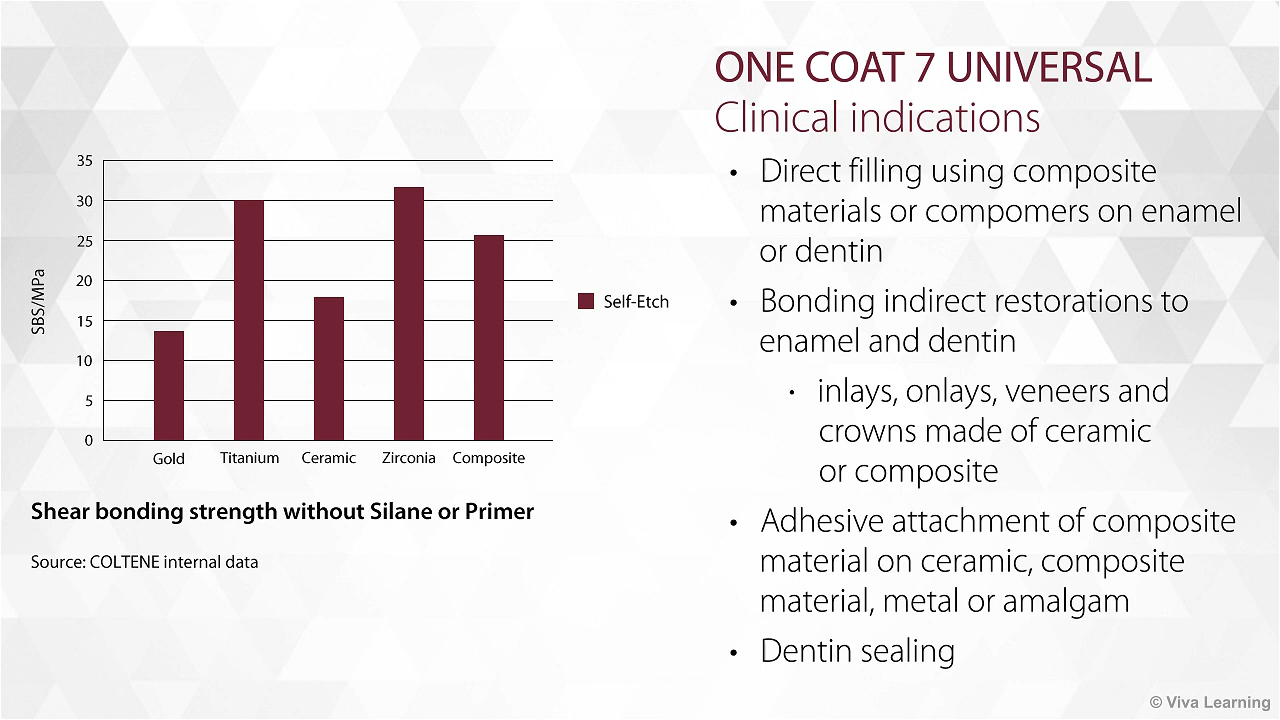 ONE COAT 7 UNIVERSAL
Clinical indications
• Direct filling using composite
materials or compomers on enamel
or dentin
• Bonding indirect restorations to
enamel and dentin
• inlays, onlays, veneers and
crowns made of ceramic
or composite
• Adhesive attachment of composite
material on ceramic, composite
material, metal or amalgam
• Dentin sealing
35
30
25
20
15
10
5
0
SBS/MPa
Gold Titanium Ceramic Zirconia Composite
Self-Etch
Shear bonding strength without Silane or Primer
Source: COLTENE internal data
© Viva Learning